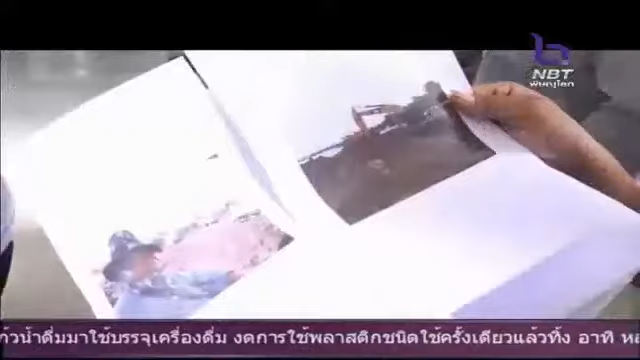 NBT
พิษณุโลก
ก้วน้ำดื่มมาใช้บรรจุเครื่องดื่ม งดการใช้พลาสติกชนิดใช้ครั้งเดียวแล้วทิ้ง อาทิ